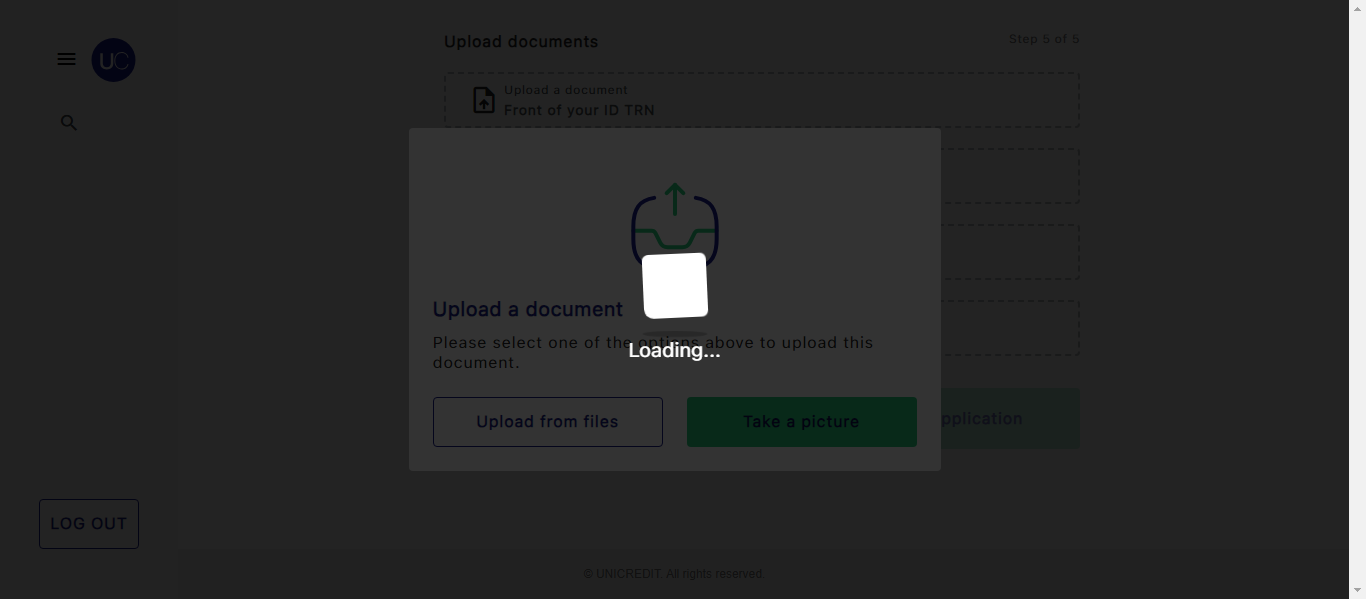 Upload documents
Step 5 of 5
UC
Upload a document
Front of your ID TRN
Upload a document
Please select one of the options above to upload this
document.
Loading...
Upload from files
Take a picture
pplication
LOG OUT
© UNICREDIT. All rights reserved.